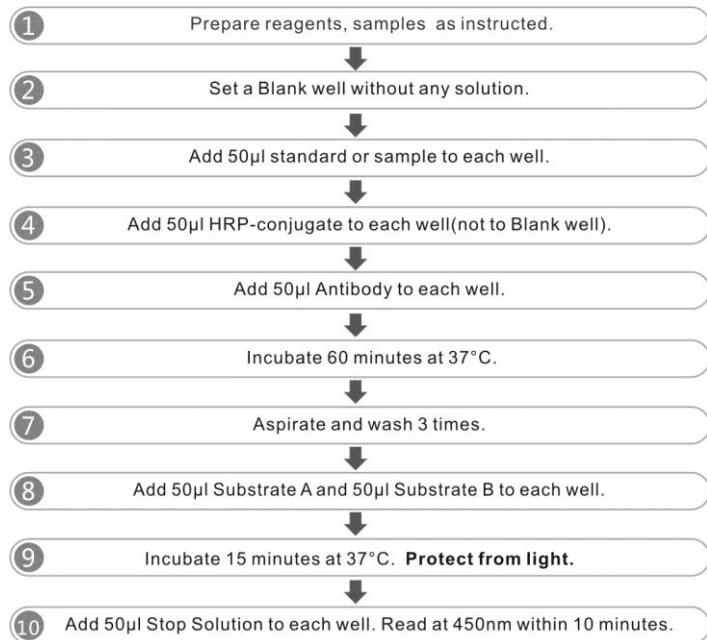 1 Prepare reagents, samples as instructed.
2 Set a Blank well without any solution.
3 Add 50μl standard or sample to each well.
4 Add 50μl HRP-conjugate to each well(not to Blank well).
5 Add 50μl Antibody to each well.
6 Incubate 60 minutes at 37°C.
7 Aspirate and wash 3 times.
8 Add 50μl Substrate A and 50μl Substrate B to each well.
9 Incubate 15 minutes at 37°C. Protect from light.
10 Add 50μl Stop Solution to each well. Read at 450nm within 10 minutes.